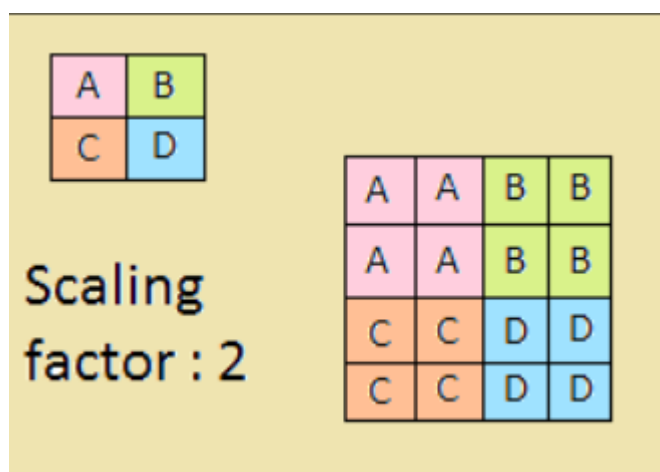 A B
C D
Scaling
factor : 2
A A B B
A A B B
C C D D
C C D D